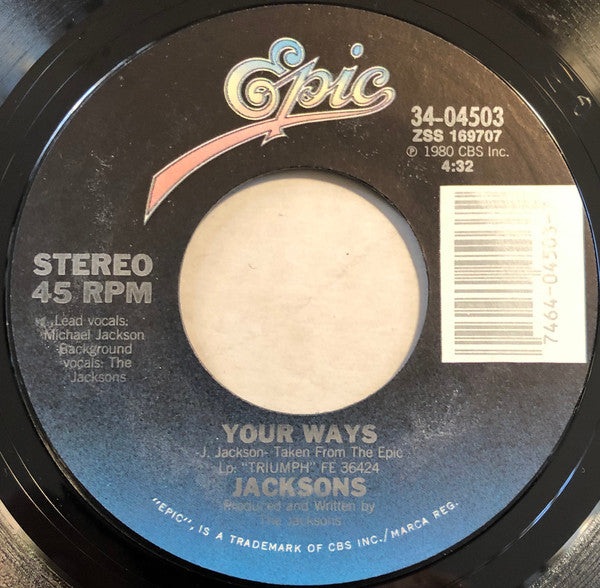 Epic
34-04503
ZSS 169707
℗ 1980 CBS Inc.
4:32
STEREO
45 RPM
Lead vocals:
Michael Jackson
Background
vocals: The
Jacksons
7464-04503-
YOUR WAYS
-J. Jackson- Taken From The Epic
Lp: "TRIUMPH" FE 36424
JACKSONS
Produced and Written by
The Jacksons
"EPIC", IS A TRADEMARK OF CBS INC./MARCA REG.